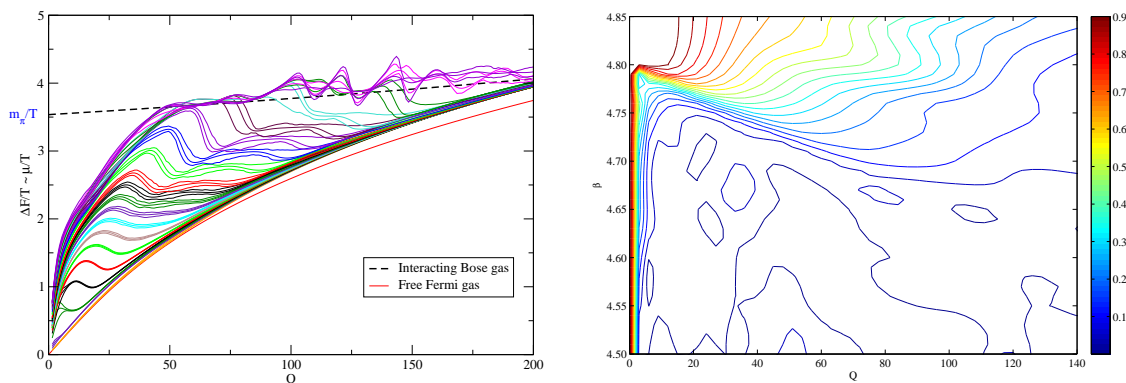 5
4
m_π/T
3
ΔF/T ~ μ/T
2
1
0
0 50 100 150 200
Q
Interacting Bose gas
Free Fermi gas
4.85
4.80
4.75
4.70
β
4.65
4.60
4.55
4.50
0 20 40 60 80 100 120 140
Q
0.9
0.8
0.7
0.6
0.5
0.4
0.3
0.2
0.1